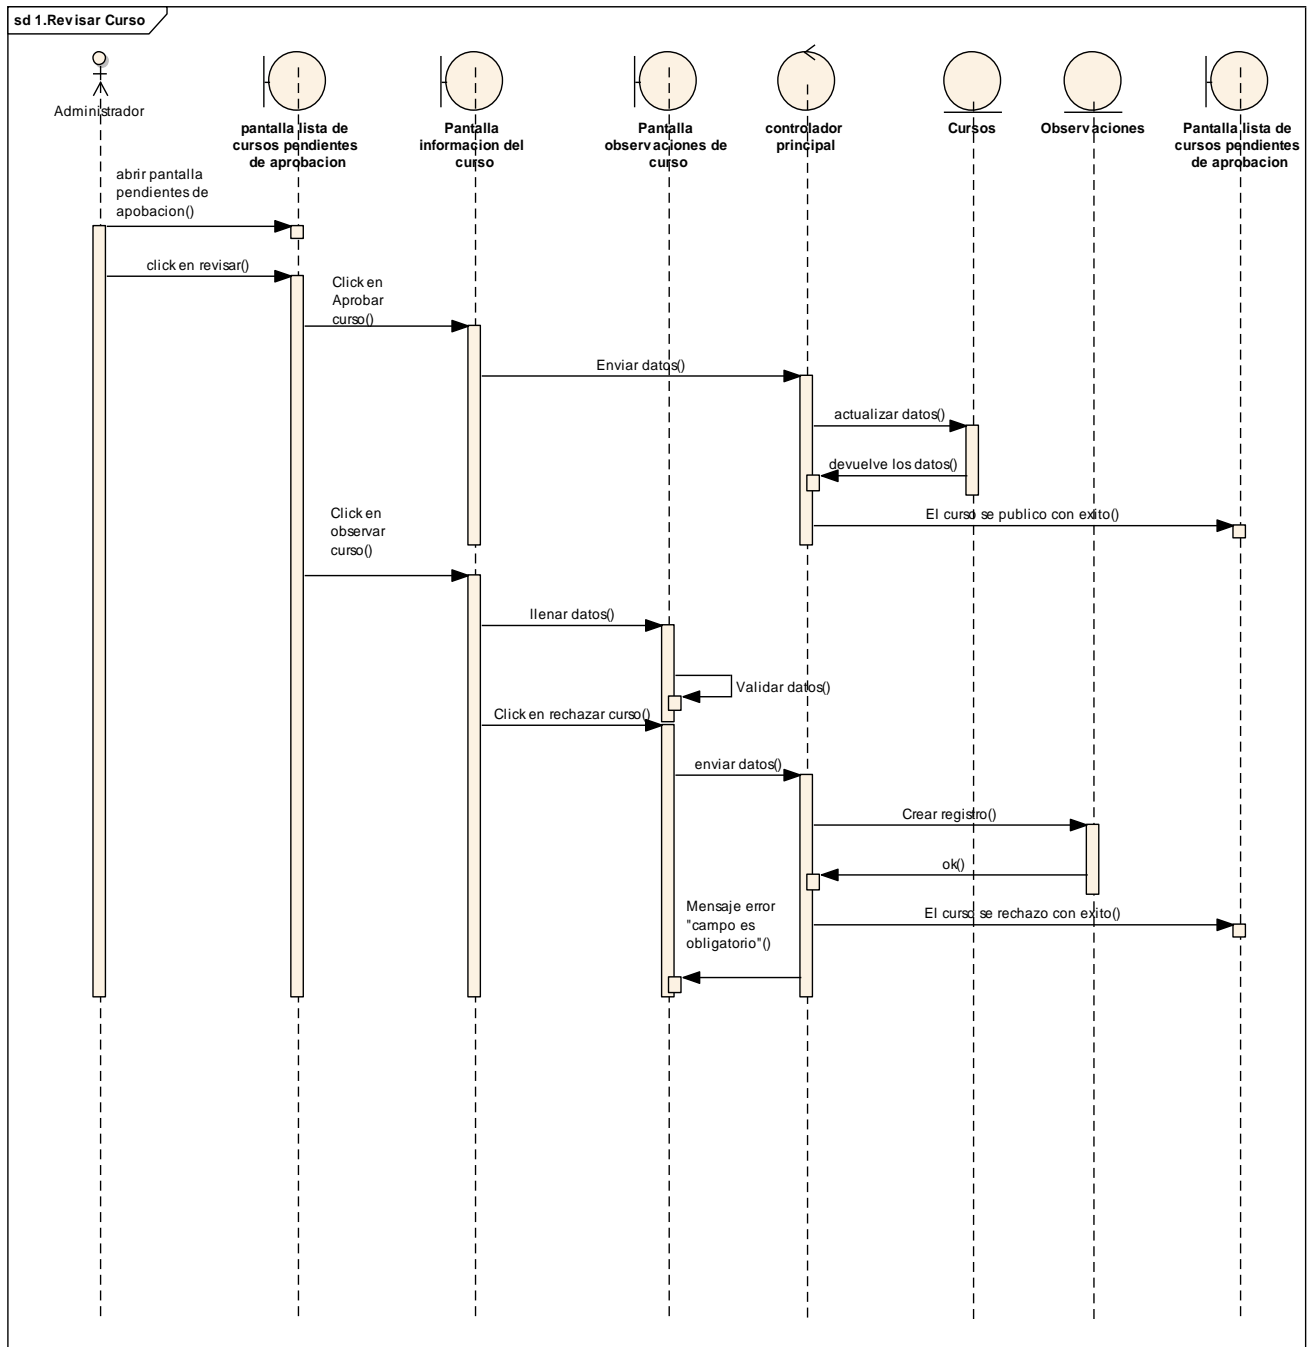 sd 1.Revisar Curso
Administrador
pantalla lista de
cursos pendientes
de aprobacion
Pantalla
informacion del
curso
Pantalla
observaciones de
curso
controlador
principal
Cursos
Observaciones
Pantalla lista de
cursos pendientes
de aprobacion
abrir pantalla
pendientes de
apobacion()
click en revisar()
Click en
Aprobar
curso()
Enviar datos()
actualizar datos()
devuelve los datos()
El curso se publico con exito()
Click en
observar
curso()
llenar datos()
Validar datos()
Click en rechazar curso()
enviar datos()
Crear registro()
ok()
El curso se rechazo con exito()
Mensaje error
"campo es
obligatorio"()